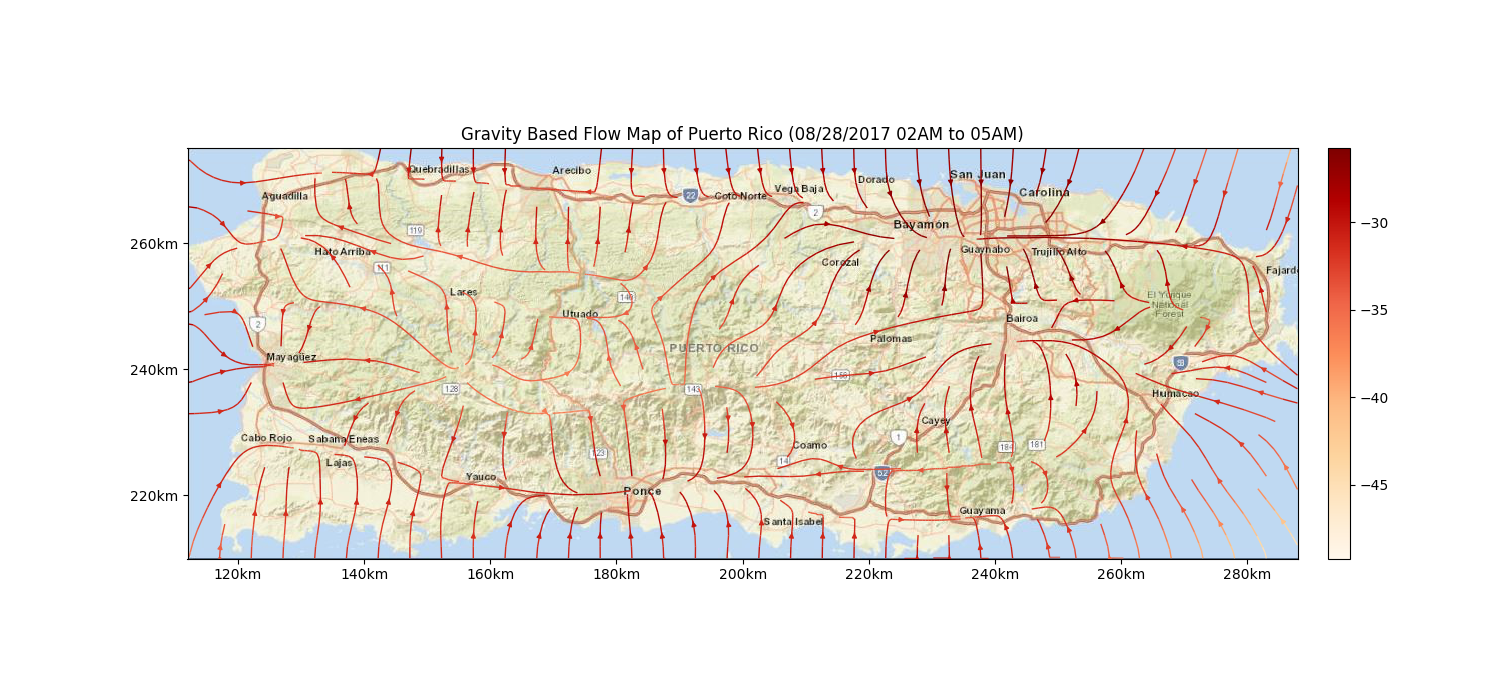 Gravity Based Flow Map of Puerto Rico (08/28/2017 02AM to 05AM)
Quebradillas
Arecibo
San Juan
Dorado
Aguadilla
22
Coto Norte
Vega Baja
Carolina
2
Bayamón
119
260km
Hato Arriba
Guaynabo
Trujillo Alto
111
Corozal
Fajard
−30
Lares
140
El Yunque
National
Forest
Utuado
Bairoa
2
−35
Palomas
PUERTO RICO
Mayagüez
53
240km
155
128
143
Humacao
−40
Cayey
Cabo Rojo
Sabana Eneas
1
Coamo
184
181
123
Lajas
14
52
Yauco
−45
220km
Ponce
Guayama
Santa Isabel
120km 140km 160km 180km 200km 220km 240km 260km 280km